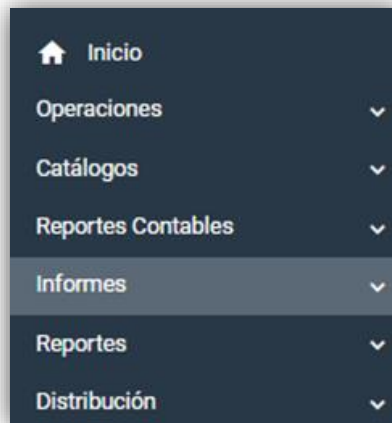 Inicio
Operaciones
Catálogos
Reportes Contables
Informes
Reportes
Distribución